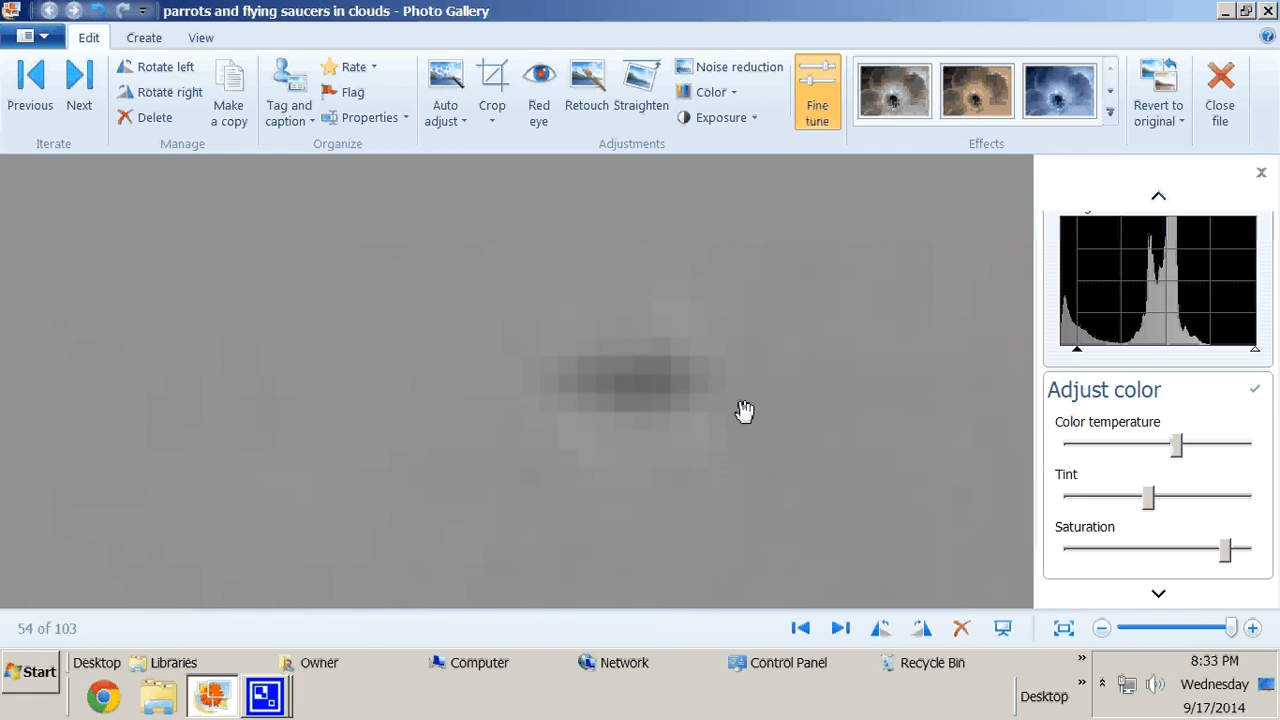 parrots and flying saucers in clouds - Photo Gallery
Edit Create View
Previous
Next
Iterate
Rotate left
Rotate right
Delete
Make a copy
Manage
Tag and caption
Rate
Flag
Properties
Organize
Auto adjust
Crop
Red eye
Retouch
Straighten
Noise reduction
Color
Exposure
Adjustments
Fine tune
Effects
Revert to original
Close file
Adjust color
Color temperature
Tint
Saturation
54 of 103
Start
Desktop Libraries Owner Computer Network Control Panel Recycle Bin
Desktop
8:33 PM
Wednesday
9/17/2014